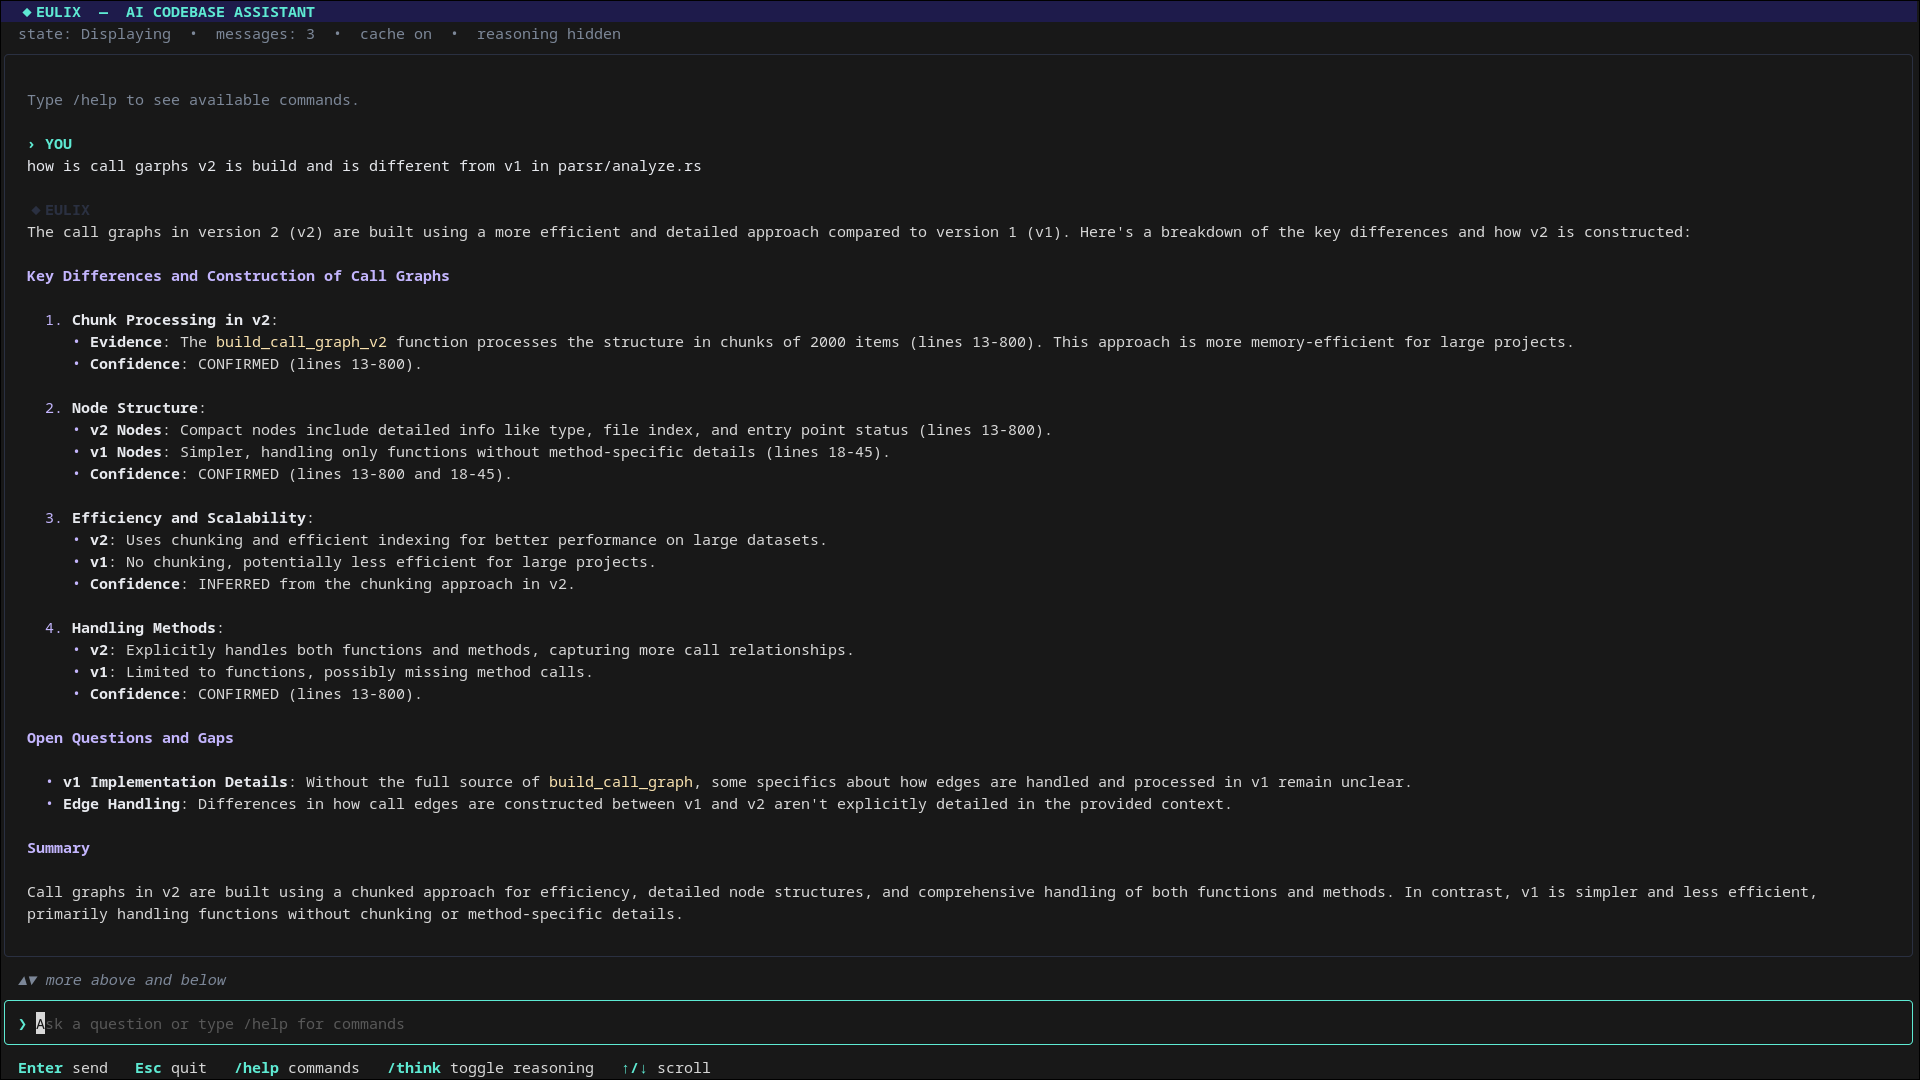 ◆ EULIX — AI CODEBASE ASSISTANT
state: Displaying • messages: 3 • cache on • reasoning hidden
Type /help to see available commands.
› YOU
how is call garphs v2 is build and is different from v1 in parsr/analyze.rs
◆ EULIX
The call graphs in version 2 (v2) are built using a more efficient and detailed approach compared to version 1 (v1). Here's a breakdown of the key differences and how v2 is constructed:
Key Differences and Construction of Call Graphs
1. Chunk Processing in v2:
• Evidence: The build_call_graph_v2 function processes the structure in chunks of 2000 items (lines 13-800). This approach is more memory-efficient for large projects.
• Confidence: CONFIRMED (lines 13-800).
2. Node Structure:
• v2 Nodes: Compact nodes include detailed info like type, file index, and entry point status (lines 13-800).
• v1 Nodes: Simpler, handling only functions without method-specific details (lines 18-45).
• Confidence: CONFIRMED (lines 13-800 and 18-45).
3. Efficiency and Scalability:
• v2: Uses chunking and efficient indexing for better performance on large datasets.
• v1: No chunking, potentially less efficient for large projects.
• Confidence: INFERRED from the chunking approach in v2.
4. Handling Methods:
• v2: Explicitly handles both functions and methods, capturing more call relationships.
• v1: Limited to functions, possibly missing method calls.
• Confidence: CONFIRMED (lines 13-800).
Open Questions and Gaps
• v1 Implementation Details: Without the full source of build_call_graph, some specifics about how edges are handled and processed in v1 remain unclear.
• Edge Handling: Differences in how call edges are constructed between v1 and v2 aren't explicitly detailed in the provided context.
Summary
Call graphs in v2 are built using a chunked approach for efficiency, detailed node structures, and comprehensive handling of both functions and methods. In contrast, v1 is simpler and less efficient,
primarily handling functions without chunking or method-specific details.
▲▼ more above and below
❯ Ask a question or type /help for commands
Enter send Esc quit /help commands /think toggle reasoning ↑/↓ scroll